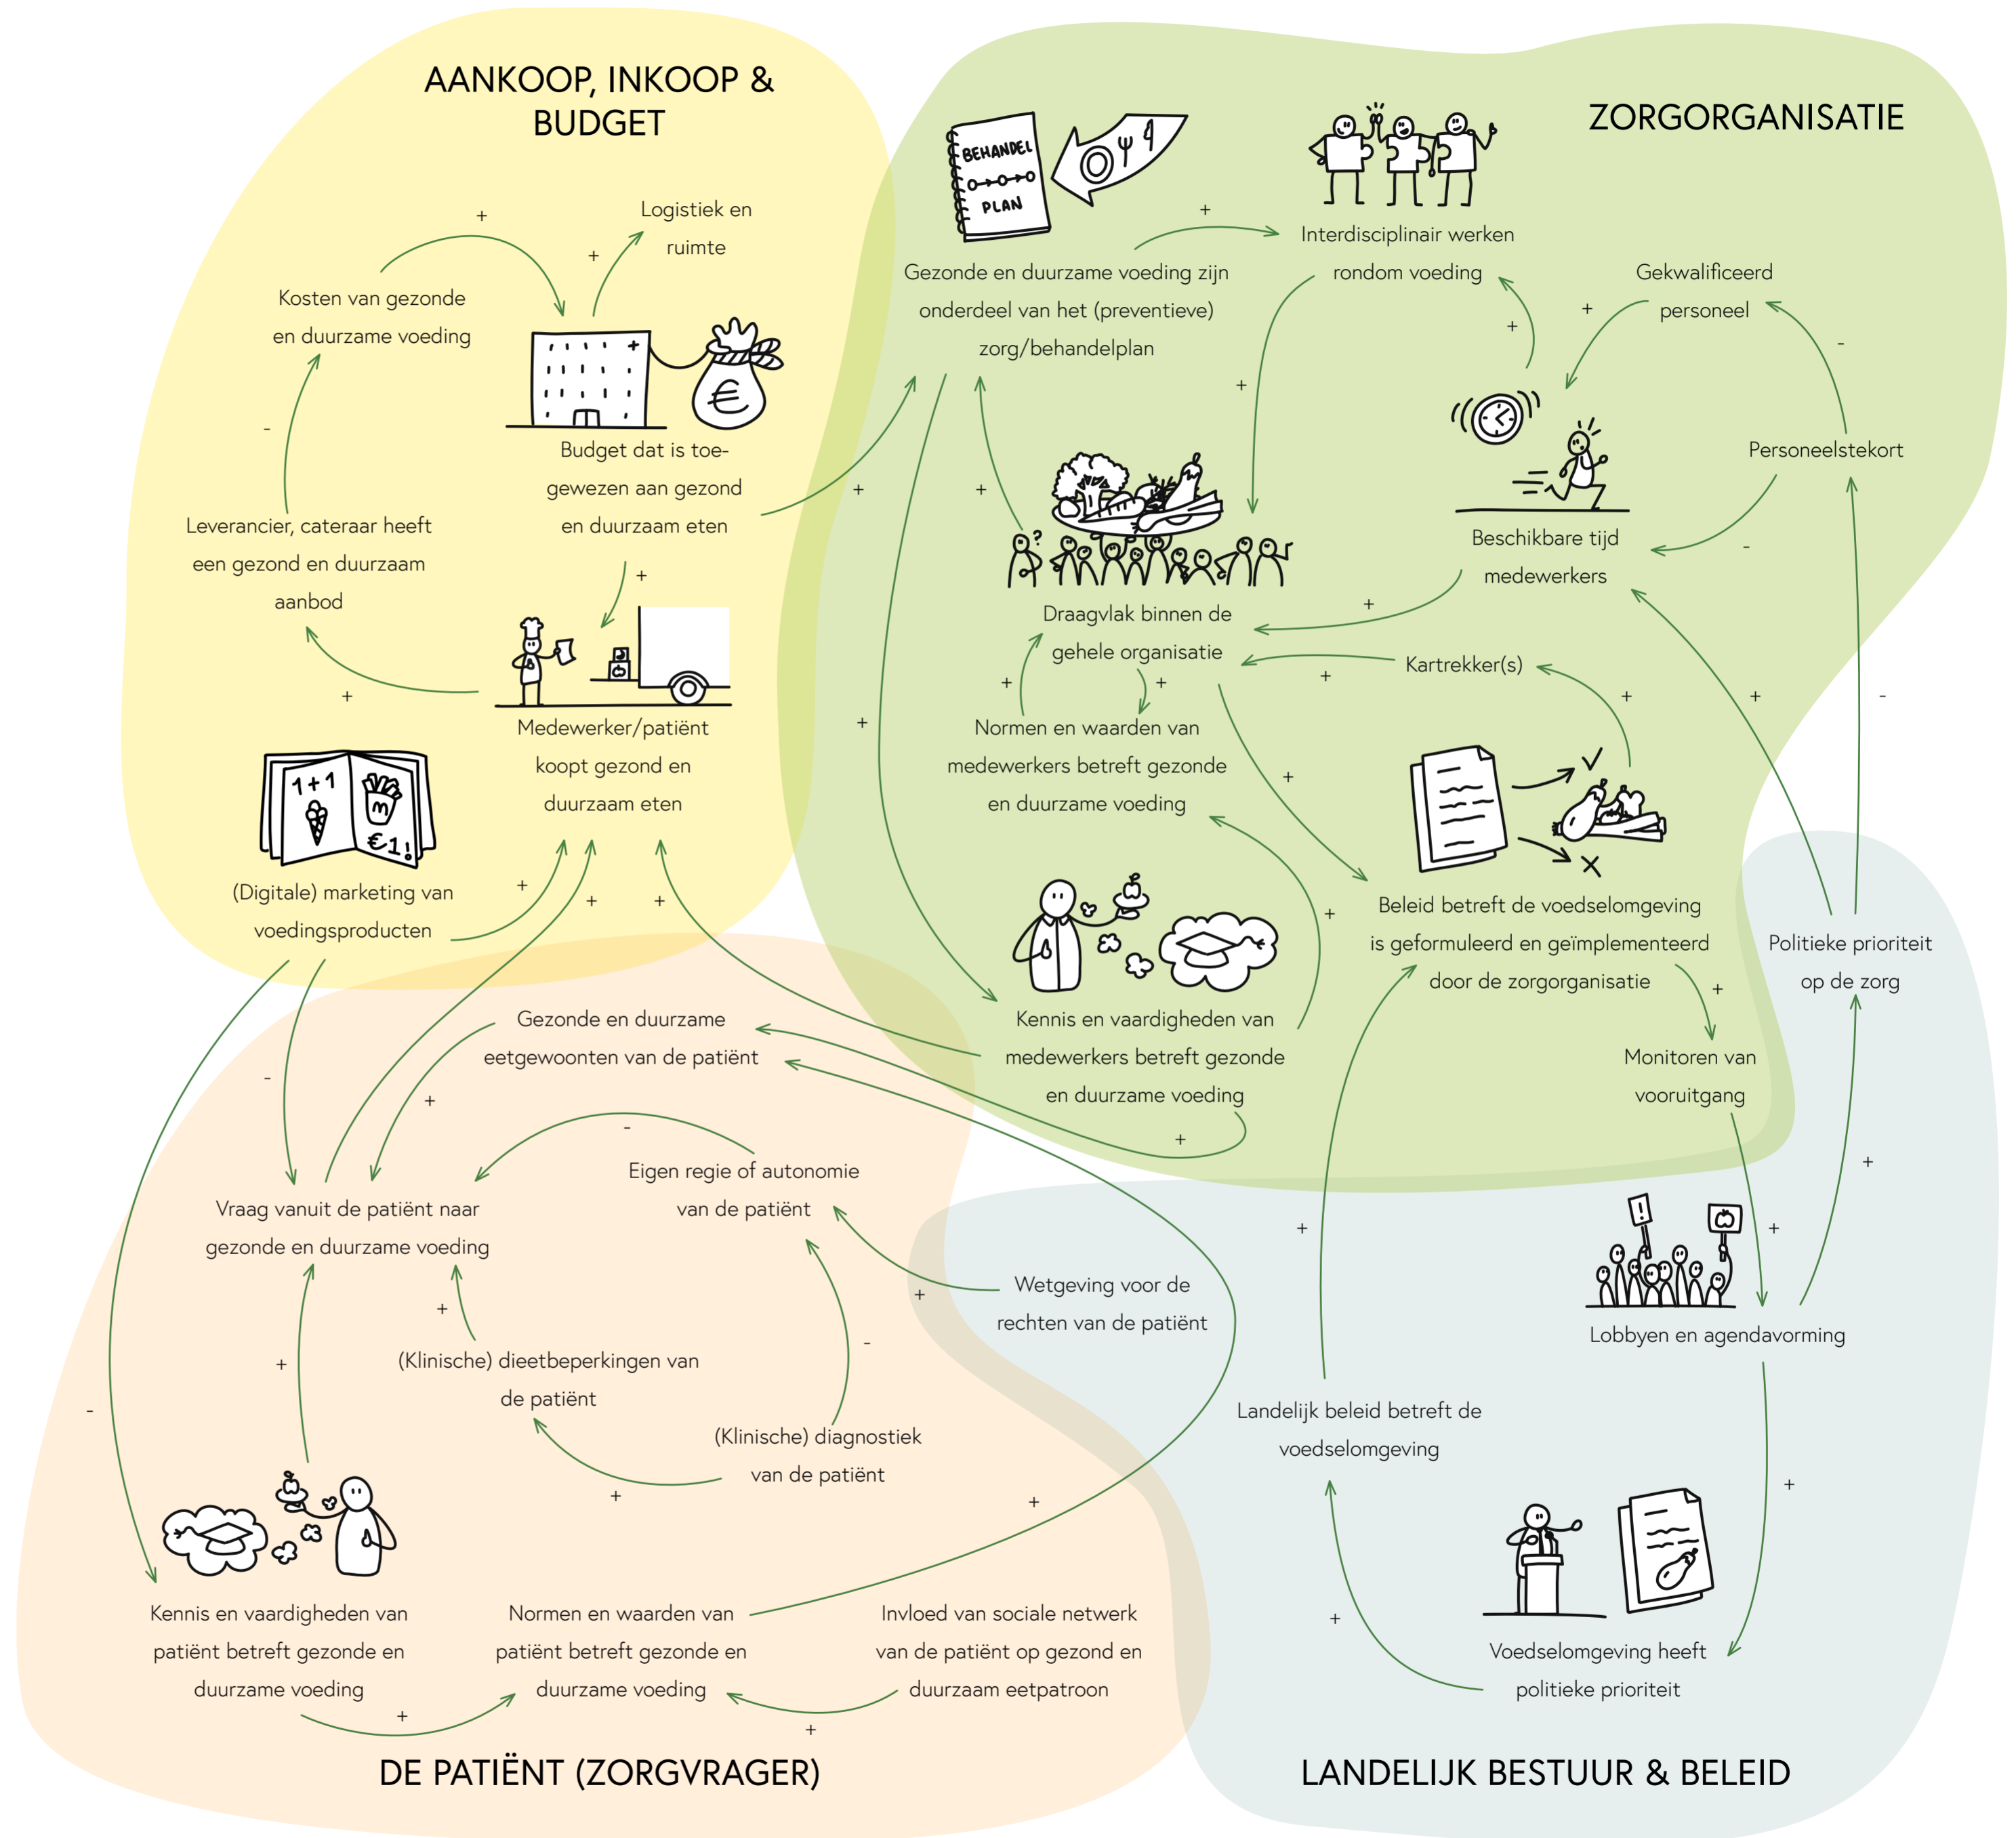 AANKOOP, INKOOP &
BUDGET
Logistiek en
ruimte
+
+
Kosten van gezonde
en duurzame voeding
-
+
€
Budget dat is toe-
gewezen aan gezond
en duurzaam eten
+
+
Leverancier, cateraar heeft
een gezond en duurzaam
aanbod
+
Medewerker/patiënt
koopt gezond en
duurzaam eten
1+1
M
€1!
(Digitale) marketing van
voedingsproducten
+
+
+
ZORGORGANISATIE
BEHANDEL
PLAN
+
Gezonde en duurzame voeding zijn
onderdeel van het (preventieve)
zorg/behandelplan
Interdisciplinair werken
rondom voeding
+
+
Gekwalificeerd
personeel
+
-
Personeelstekort
-
Beschikbare tijd
medewerkers
+
+
?
Draagvlak binnen de
gehele organisatie
+
+
+
Kartrekker(s)
+
+
-
+
Normen en waarden van
medewerkers betreft gezonde
en duurzame voeding
+
+
Beleid betreft de voedselomgeving
is geformuleerd en geïmplementeerd
door de zorgorganisatie
+
Politieke prioriteit
op de zorg
Kennis en vaardigheden van
medewerkers betreft gezonde
en duurzame voeding
+
Monitoren van
vooruitgang
Gezonde en duurzame
eetgewoonten van de patiënt
-
+
-
Eigen regie of autonomie
van de patiënt
Vraag vanuit de patiënt naar
gezonde en duurzame voeding
+
+
-
+
Wetgeving voor de
rechten van de patiënt
(Klinische) dieetbeperkingen van
de patiënt
(Klinische) diagnostiek
van de patiënt
-
+
+
Kennis en vaardigheden van
patiënt betreft gezonde en
duurzame voeding
+
Normen en waarden van
patiënt betreft gezonde en
duurzame voeding
+
Invloed van sociale netwerk
van de patiënt op gezond en
duurzaam eetpatroon
DE PATIËNT (ZORGVRAGER)
+
!
+
+
Lobbyen en agendavorming
Landelijk beleid betreft de
voedselomgeving
+
+
Voedselomgeving heeft
politieke prioriteit
LANDELIJK BESTUUR & BELEID